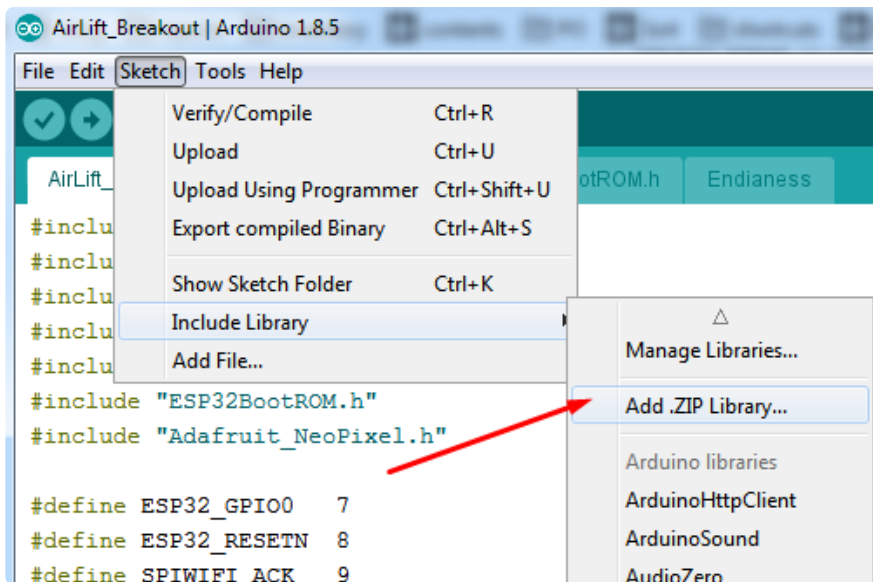 AirLift_Breakout | Arduino 1.8.5
File Edit Sketch Tools Help
Verify/Compile Ctrl+R
Upload Ctrl+U
Upload Using Programmer Ctrl+Shift+U
Export compiled Binary Ctrl+Alt+S
Show Sketch Folder Ctrl+K
Include Library
Add File...
AirLift_ otROM.h Endianess
#inclu
#inclu
#inclu
#inclu
#inclu
#include "ESP32BootROM.h"
#include "Adafruit_NeoPixel.h"
#define ESP32_GPIO0 7
#define ESP32_RESETN 8
#define SPIWIFI_ACK 9
Manage Libraries...
Add .ZIP Library...
Arduino libraries
ArduinoHttpClient
ArduinoSound
AudioZero